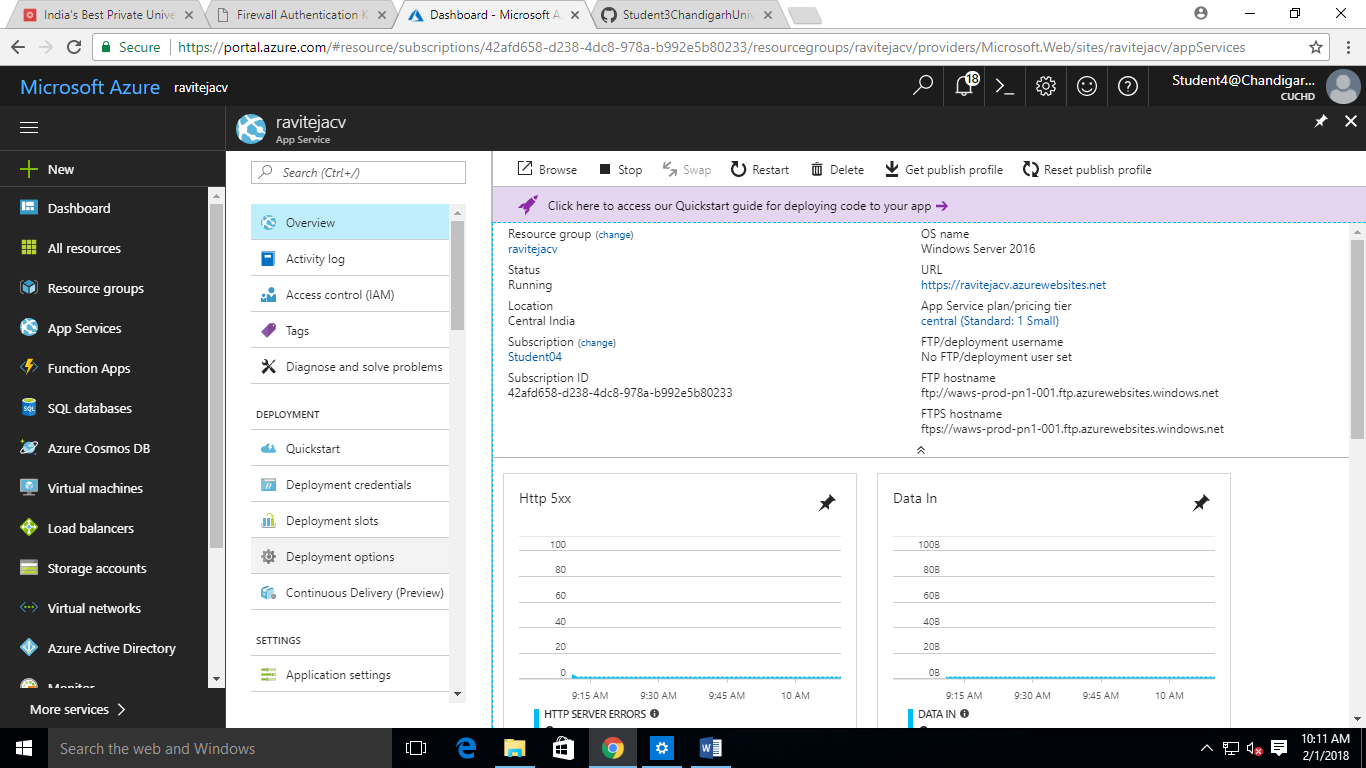 India's Best Private Unive
Firewall Authentication K
Dashboard - Microsoft A
Student3ChandigarhUniv
Secure
https://portal.azure.com/#resource/subscriptions/42afd658-d238-4dc8-978a-b992e5b80233/resourcegroups/ravitejacv/providers/Microsoft.Web/sites/ravitejacv/appServices
Microsoft Azure ravitejacv
18
Student4@Chandigar...
CUCHD
New
Dashboard
All resources
Resource groups
App Services
Function Apps
SQL databases
Azure Cosmos DB
Virtual machines
Load balancers
Storage accounts
Virtual networks
Azure Active Directory
Monitor
More services
ravitejacv
App Service
Search (Ctrl+/)
Overview
Activity log
Access control (IAM)
Tags
Diagnose and solve problems
DEPLOYMENT
Quickstart
Deployment credentials
Deployment slots
Deployment options
Continuous Delivery (Preview)
SETTINGS
Application settings
Browse Stop Swap Restart Delete Get publish profile Reset publish profile
Click here to access our Quickstart guide for deploying code to your app
Resource group (change)
ravitejacv
Status
Running
Location
Central India
Subscription (change)
Student04
Subscription ID
42afd658-d238-4dc8-978a-b992e5b80233
OS name
Windows Server 2016
URL
https://ravitejacv.azurewebsites.net
App Service plan/pricing tier
central (Standard: 1 Small)
FTP/deployment username
No FTP/deployment user set
FTP hostname
ftp://waws-prod-pn1-001.ftp.azurewebsites.windows.net
FTPS hostname
ftps://waws-prod-pn1-001.ftp.azurewebsites.windows.net
Http 5xx
100
80
60
40
20
0
9:15 AM 9:30 AM 9:45 AM 10 AM
HTTP SERVER ERRORS
Data In
100B
80B
60B
40B
20B
0B
9:15 AM 9:30 AM 9:45 AM 10 AM
DATA IN
Search the web and Windows
10:11 AM
2/1/2018